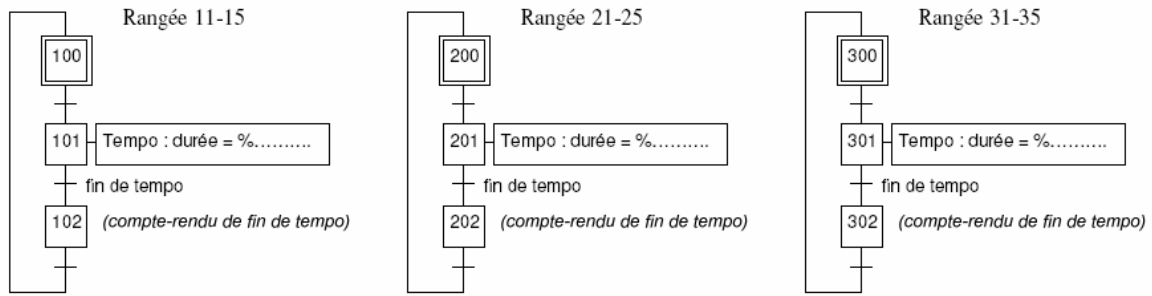 Rangée 11-15
100
101 Tempo : durée = %..........
fin de tempo
102 (compte-rendu de fin de tempo)
Rangée 21-25
200
201 Tempo : durée = %..........
fin de tempo
202 (compte-rendu de fin de tempo)
Rangée 31-35
300
301 Tempo : durée = %..........
fin de tempo
302 (compte-rendu de fin de tempo)